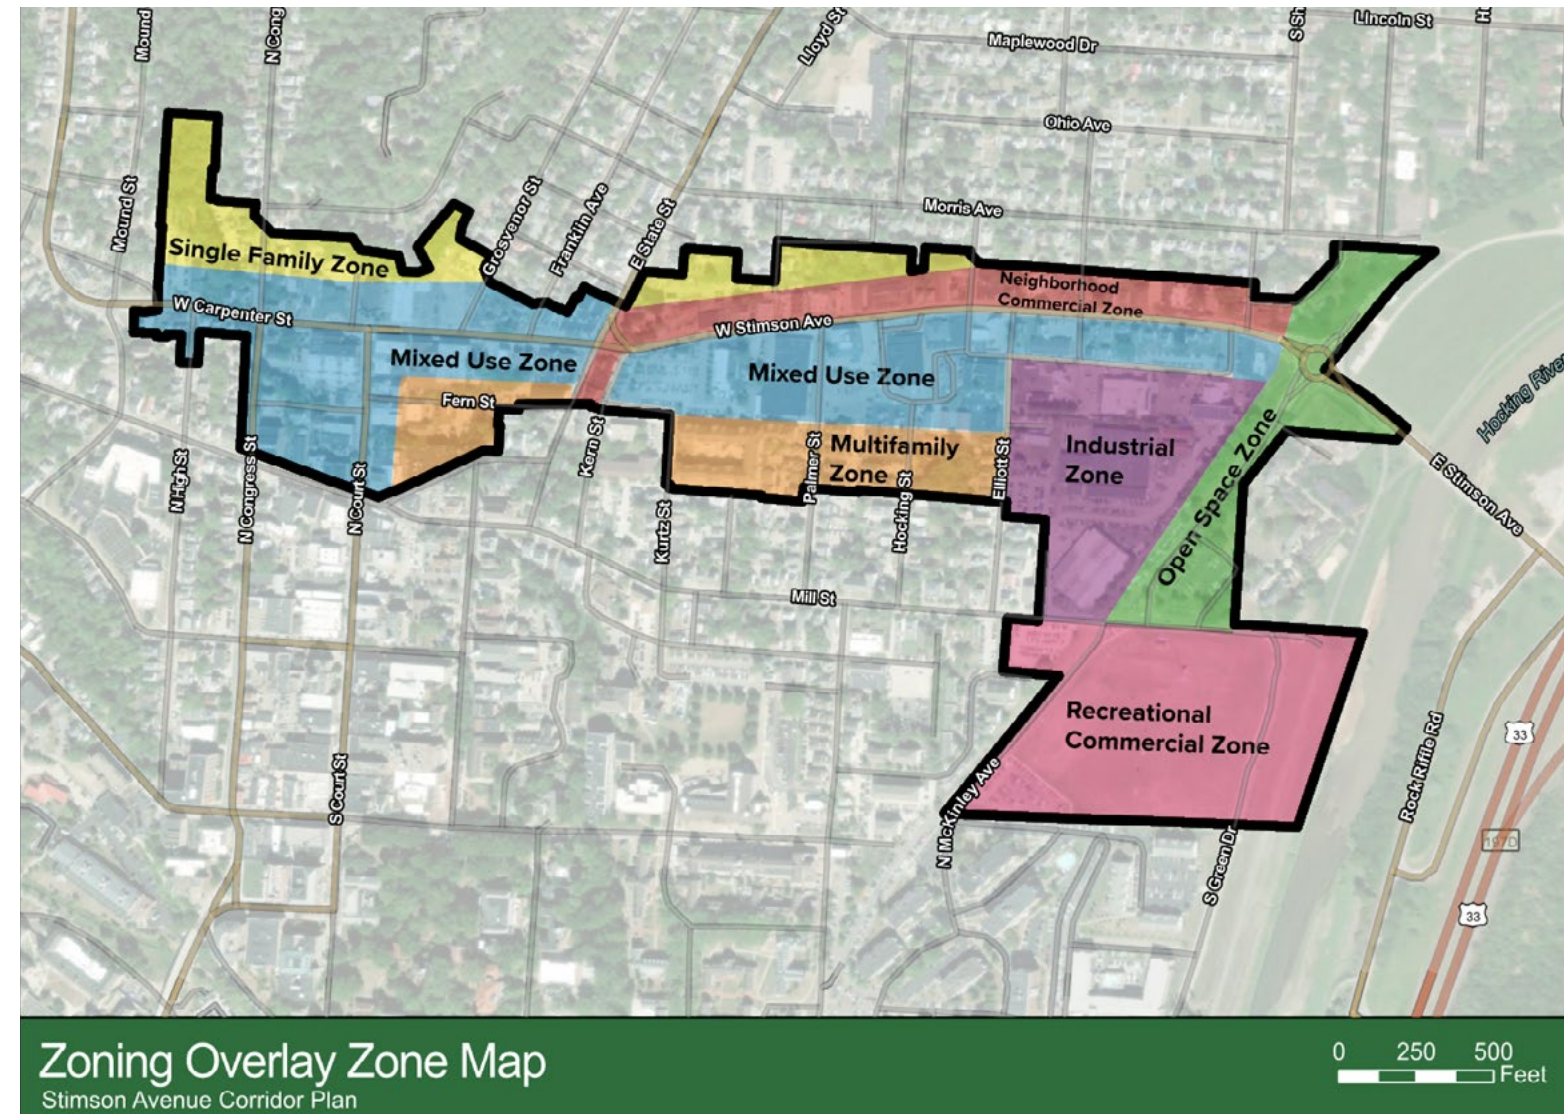 Mound
N Cong
Lloyd St
Maplewood Dr
S Sh
Lincoln St
Ohio Ave
Mound St
Grosvenor St
Franklin Ave
E State St
Morris Ave
Single Family Zone
W Carpenter St
Neighborhood
Commercial Zone
W Stimson Ave
Mixed Use Zone
Mixed Use Zone
Fern St
Hocking River
N High St
N Congress St
N Court St
Kern St
Kurtz St
Palmer St
Multifamily
Zone
Hocking St
Elliott St
Industrial
Zone
Open Space Zone
E Stimson Ave
Mill St
Recreational
Commercial Zone
S Court St
N McKinley Ave
S Green Dr
Rock Riffle Rd
33
33
Zoning Overlay Zone Map
Stimson Avenue Corridor Plan
0 250 500
Feet